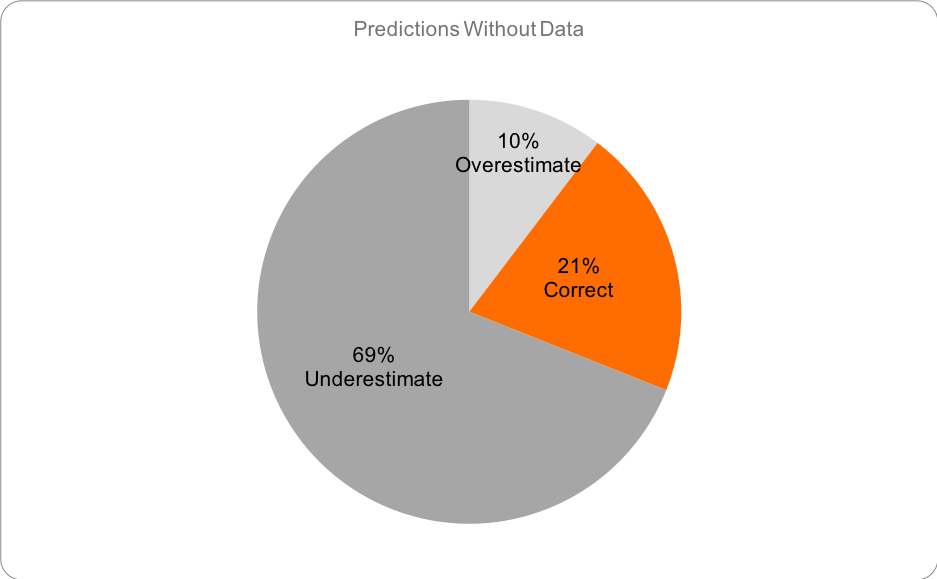 Predictions Without Data
10%
Overestimate
21%
Correct
69%
Underestimate